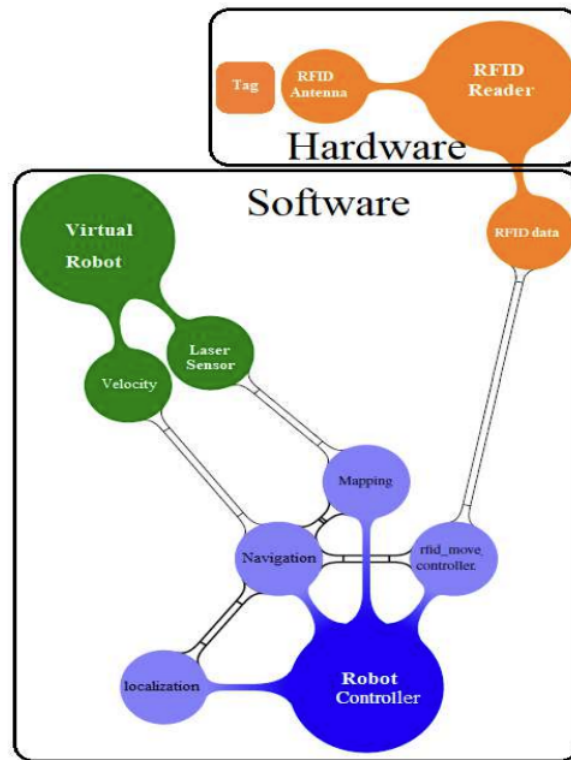 Tag
RFID
Antenna
RFID
Reader
Hardware
Software
RFID data
Virtual
Robot
Laser
Sensor
Velocity
Mapping
Navigation
rfid_move_
controller.
localization
Robot
Controller